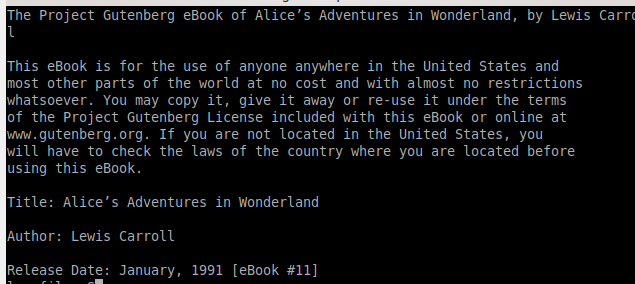 The Project Gutenberg eBook of Alice’s Adventures in Wonderland, by Lewis Carro
l
This eBook is for the use of anyone anywhere in the United States and
most other parts of the world at no cost and with almost no restrictions
whatsoever. You may copy it, give it away or re-use it under the terms
of the Project Gutenberg License included with this eBook or online at
www.gutenberg.org. If you are not located in the United States, you
will have to check the laws of the country where you are located before
using this eBook.
Title: Alice’s Adventures in Wonderland
Author: Lewis Carroll
Release Date: January, 1991 [eBook #11]